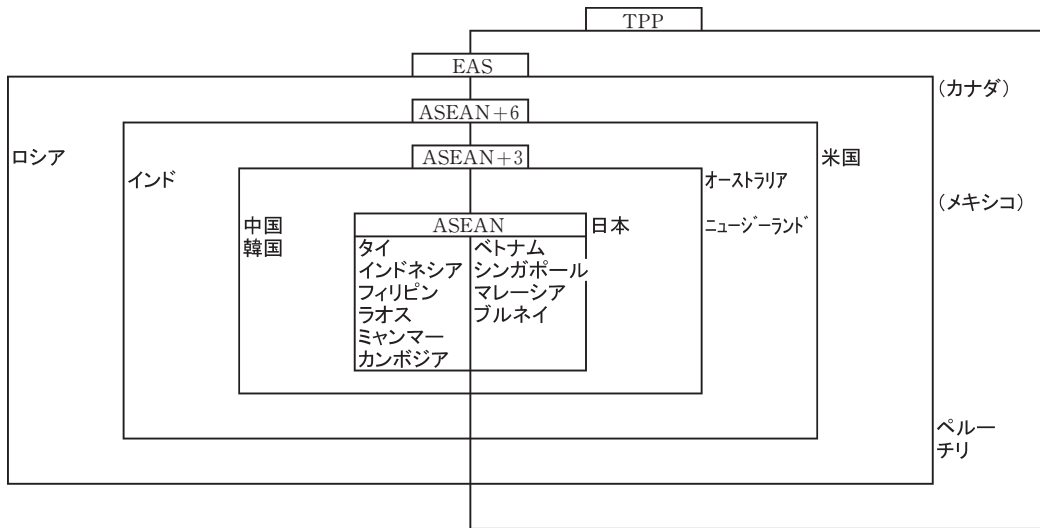 TPP
EAS
(カナダ)
ASEAN+6
ロシア
ASEAN+3
米国
インド
オーストラリア
(メキシコ)
中国
ASEAN
日本
ニュージーランド
韓国
タイ
ベトナム
インドネシア
シンガポール
フィリピン
マレーシア
ラオス
ブルネイ
ミャンマー
カンボジア
ペルー
チリ